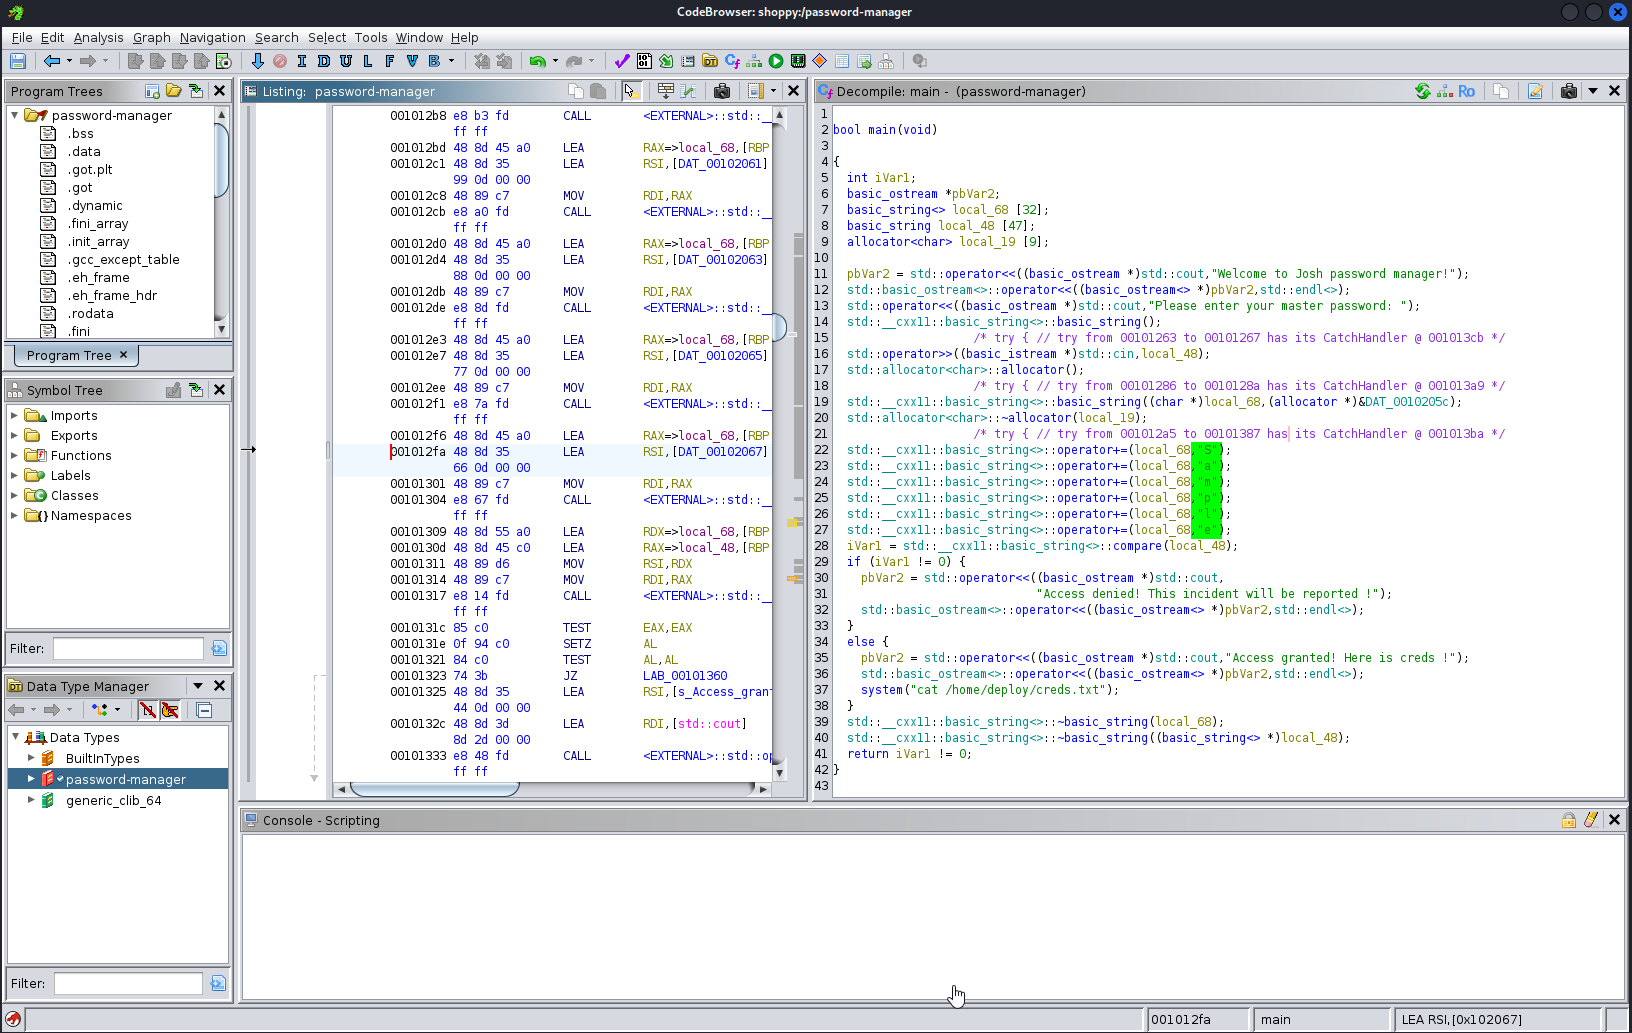 CodeBrowser: shoppy:/password-manager
File Edit Analysis Graph Navigation Search Select Tools Window Help
I D U L F V B
Program Trees
password-manager
.bss
.data
.got.plt
.got
.dynamic
.fini_array
.init_array
.gcc_except_table
.eh_frame
.eh_frame_hdr
.rodata
.fini
Program Tree ×
Symbol Tree
Imports
Exports
Functions
Labels
Classes
Namespaces
Filter:
Data Type Manager
Data Types
BuiltInTypes
password-manager
generic_clib_64
Filter:
Listing: password-manager
001012b8 e8 b3 fd CALL <EXTERNAL>::std::__
ff ff
001012bd 48 8d 45 a0 LEA RAX=>local_68,[RBP
001012c1 48 8d 35 LEA RSI,[DAT_00102061]
99 0d 00 00
001012c8 48 89 c7 MOV RDI,RAX
001012cb e8 a0 fd CALL <EXTERNAL>::std::__
ff ff
001012d0 48 8d 45 a0 LEA RAX=>local_68,[RBP
001012d4 48 8d 35 LEA RSI,[DAT_00102063]
88 0d 00 00
001012db 48 89 c7 MOV RDI,RAX
001012de e8 8d fd CALL <EXTERNAL>::std::__
ff ff
001012e3 48 8d 45 a0 LEA RAX=>local_68,[RBP
001012e7 48 8d 35 LEA RSI,[DAT_00102065]
77 0d 00 00
001012ee 48 89 c7 MOV RDI,RAX
001012f1 e8 7a fd CALL <EXTERNAL>::std::__
ff ff
001012f6 48 8d 45 a0 LEA RAX=>local_68,[RBP
001012fa 48 8d 35 LEA RSI,[DAT_00102067]
66 0d 00 00
00101301 48 89 c7 MOV RDI,RAX
00101304 e8 67 fd CALL <EXTERNAL>::std::__
ff ff
00101309 48 8d 55 a0 LEA RDX=>local_68,[RBP
0010130d 48 8d 45 c0 LEA RAX=>local_48,[RBP
00101311 48 89 d6 MOV RSI,RDX
00101314 48 89 c7 MOV RDI,RAX
00101317 e8 14 fd CALL <EXTERNAL>::std::__
ff ff
0010131c 85 c0 TEST EAX,EAX
0010131e 0f 94 c0 SETZ AL
00101321 84 c0 TEST AL,AL
00101323 74 3b JZ LAB_00101360
00101325 48 8d 35 LEA RSI,[s_Access_gran
44 0d 00 00
0010132c 48 8d 3d LEA RDI,[std::cout]
8d 2d 00 00
00101333 e8 48 fd CALL <EXTERNAL>::std::op
ff ff
Decompile: main - (password-manager)
1
2 bool main(void)
3
4 {
5 int iVar1;
6 basic_ostream *pbVar2;
7 basic_string<> local_68 [32];
8 basic_string local_48 [47];
9 allocator<char> local_19 [9];
10
11 pbVar2 = std::operator<<((basic_ostream *)std::cout,"Welcome to Josh password manager!");
12 std::basic_ostream<>::operator<<((basic_ostream<> *)pbVar2,std::endl<>);
13 std::operator<<((basic_ostream *)std::cout,"Please enter your master password: ");
14 std::__cxx11::basic_string<>::basic_string();
15 /* try { // try from 00101263 to 00101267 has its CatchHandler @ 001013cb */
16 std::operator>>((basic_istream *)std::cin,local_48);
17 std::allocator<char>::allocator();
18 /* try { // try from 00101286 to 0010128a has its CatchHandler @ 001013a9 */
19 std::__cxx11::basic_string<>::basic_string((char *)local_68,(allocator *)&DAT_0010205c);
20 std::allocator<char>::~allocator(local_19);
21 /* try { // try from 001012a5 to 00101387 has its CatchHandler @ 001013ba */
22 std::__cxx11::basic_string<>::operator+=(local_68,"S");
23 std::__cxx11::basic_string<>::operator+=(local_68,"a");
24 std::__cxx11::basic_string<>::operator+=(local_68,"m");
25 std::__cxx11::basic_string<>::operator+=(local_68,"p");
26 std::__cxx11::basic_string<>::operator+=(local_68,"l");
27 std::__cxx11::basic_string<>::operator+=(local_68,"e");
28 iVar1 = std::__cxx11::basic_string<>::compare(local_48);
29 if (iVar1 != 0) {
30 pbVar2 = std::operator<<((basic_ostream *)std::cout,
31 "Access denied! This incident will be reported !");
32 std::basic_ostream<>::operator<<((basic_ostream<> *)pbVar2,std::endl<>);
33 }
34 else {
35 pbVar2 = std::operator<<((basic_ostream *)std::cout,"Access granted! Here is creds !");
36 std::basic_ostream<>::operator<<((basic_ostream<> *)pbVar2,std::endl<>);
37 system("cat /home/deploy/creds.txt");
38 }
39 std::__cxx11::basic_string<>::~basic_string(local_68);
40 std::__cxx11::basic_string<>::~basic_string((basic_string<> *)local_48);
41 return iVar1 != 0;
42 }
43
Console - Scripting
001012fa main LEA RSI,[0x102067]